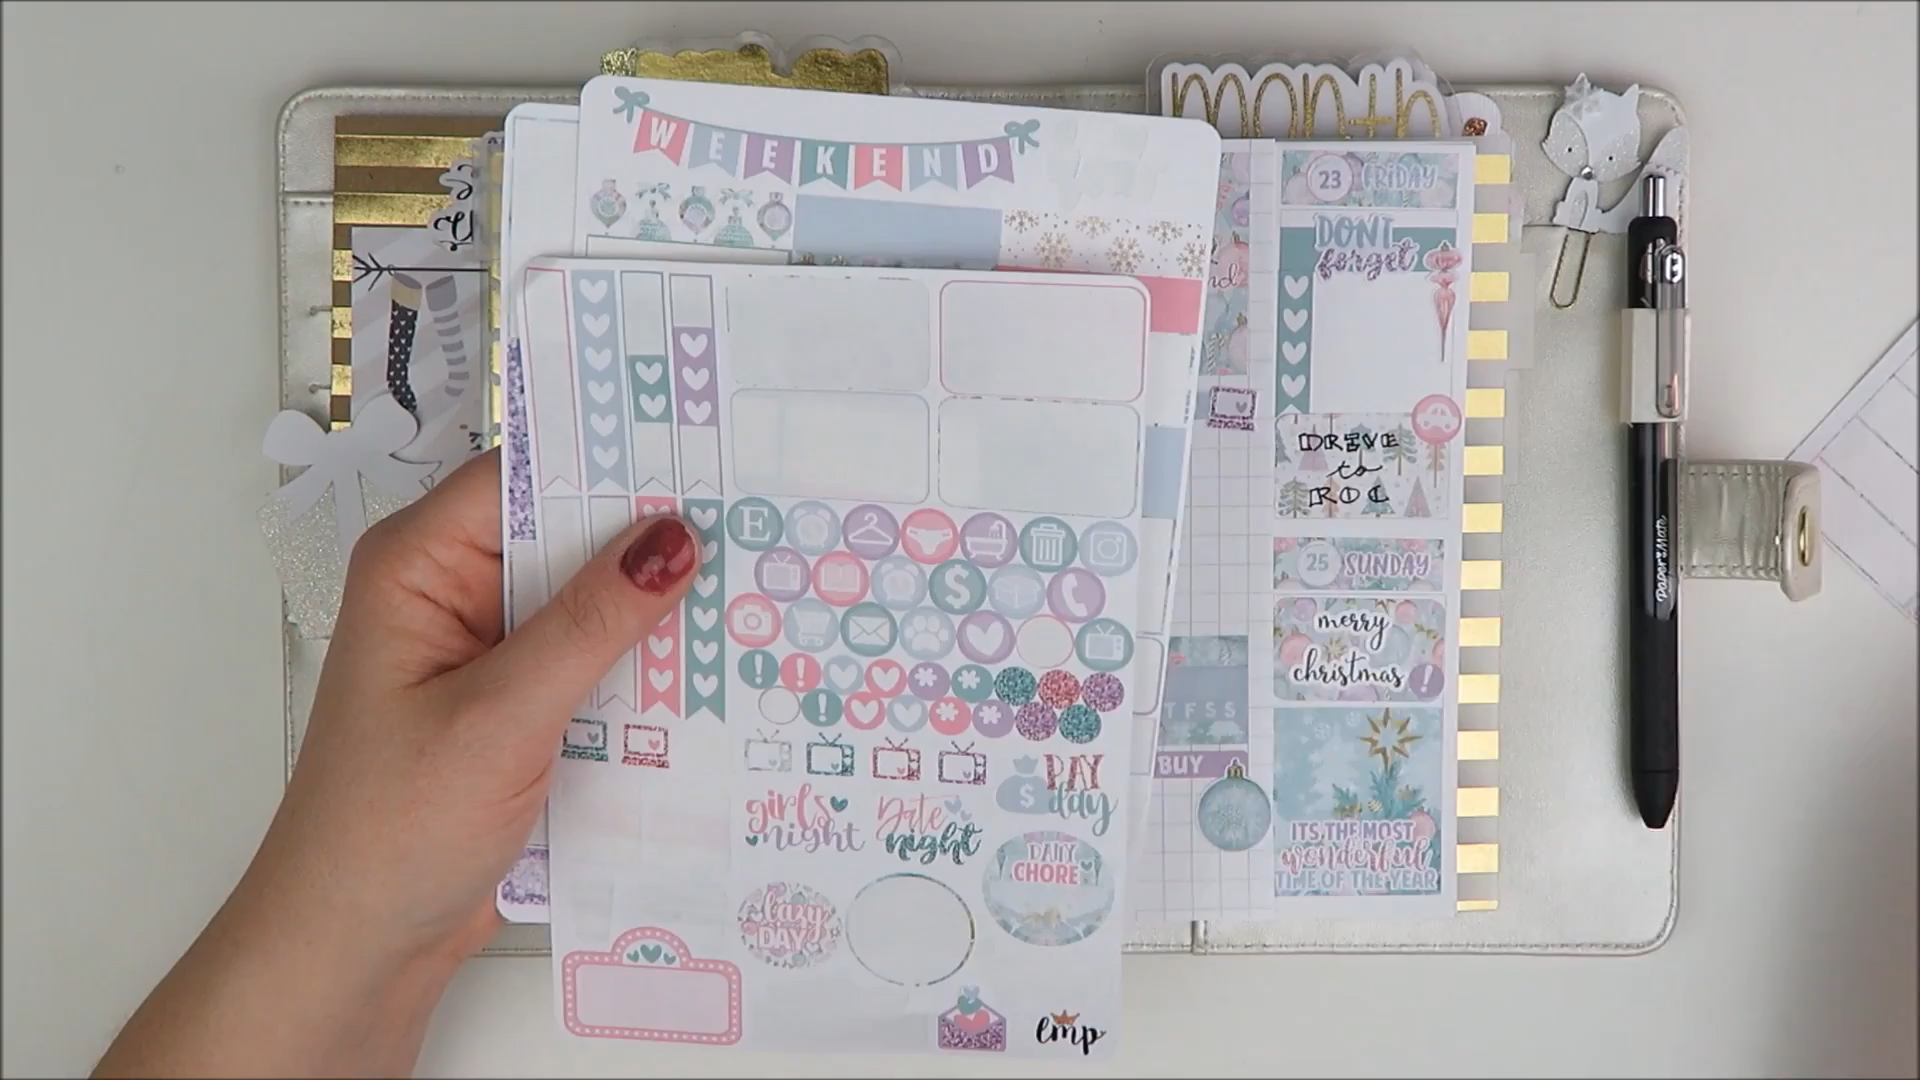 month
WEEKEND
23 FRIDAY
DON'T
forget
DRIVE
to
ROC
E
$
25 SUNDAY
merry
christmas
!
! !
!
T F S S
BUY
$ PAY
day
girls
night
Date
night
DAILY
CHORE
lazy
DAY
ITS THE MOST
wonderful
TIME OF THE YEAR
lmp
PaperMate